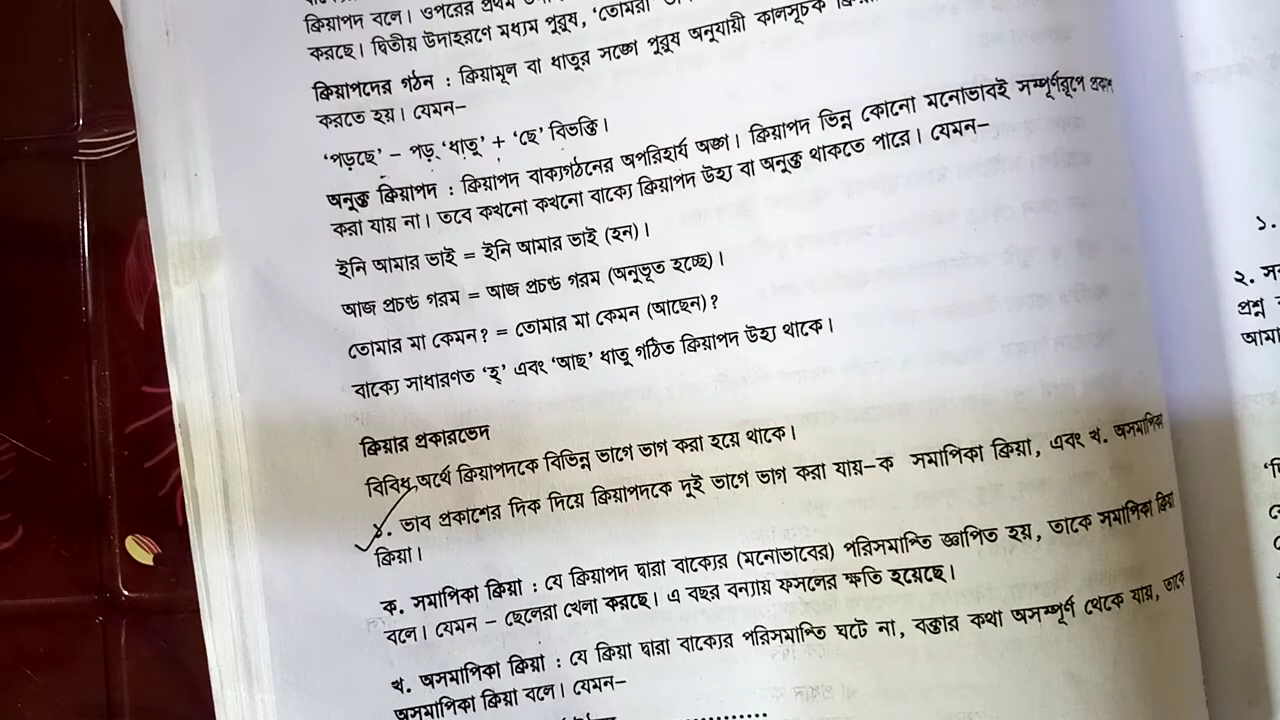 ক্রিয়াপদ বলে। ওপরের প্রথম
করছে। দ্বিতীয় উদাহরণে মধ্যম পুরুষ, ‘তোমরা
ক্রিয়াপদের গঠন : ক্রিয়ামূল বা ধাতুর সঙ্গে পুরুষ অনুযায়ী কালসূচক
করতে হয়। যেমন–
‘পড়ছে’ – পড়্ ‘ধাতু’ + ‘ছে’ বিভক্তি।
অনুক্ত ক্রিয়াপদ : ক্রিয়াপদ বাক্যগঠনের অপরিহার্য অঙ্গ। ক্রিয়াপদ ভিন্ন কোনো মনোভাবই সম্পূর্ণরূপে প্রকাশ
করা যায় না। তবে কখনো কখনো বাক্যে ক্রিয়াপদ উহ্য বা অনুক্ত থাকতে পারে। যেমন–
ইনি আমার ভাই = ইনি আমার ভাই (হন)।
আজ প্রচণ্ড গরম = আজ প্রচণ্ড গরম (অনুভূত হচ্ছে)।
তোমার মা কেমন? = তোমার মা কেমন (আছেন)?
বাক্যে সাধারণত ‘হ্’ এবং ‘আছ্’ ধাতু গঠিত ক্রিয়াপদ উহ্য থাকে।
ক্রিয়ার প্রকারভেদ
বিবিধ অর্থে ক্রিয়াপদকে বিভিন্ন ভাগে ভাগ করা হয়ে থাকে।
১. ভাব প্রকাশের দিক দিয়ে ক্রিয়াপদকে দুই ভাগে ভাগ করা যায়–ক সমাপিকা ক্রিয়া, এবং খ. অসমাপিকা
ক্রিয়া।
ক. সমাপিকা ক্রিয়া : যে ক্রিয়াপদ দ্বারা বাক্যের (মনোভাবের) পরিসমাপ্তি জ্ঞাপিত হয়, তাকে সমাপিকা ক্রিয়া
বলে। যেমন – ছেলেরা খেলা করছে। এ বছর বন্যায় ফসলের ক্ষতি হয়েছে।
খ. অসমাপিকা ক্রিয়া : যে ক্রিয়া দ্বারা বাক্যের পরিসমাপ্তি ঘটে না, বক্তার কথা অসম্পূর্ণ থেকে যায়, তাকে
অসমাপিকা ক্রিয়া বলে। যেমন–
১.
২.
প্রশ্ন
আমা